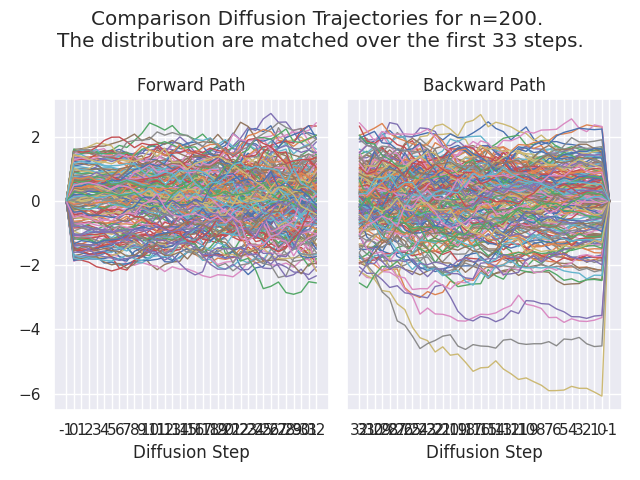 Comparison Diffusion Trajectories for n=200.
The distribution are matched over the first 33 steps.
Forward Path
Backward Path
2
0
−2
−4
−6
Diffusion Step
Diffusion Step